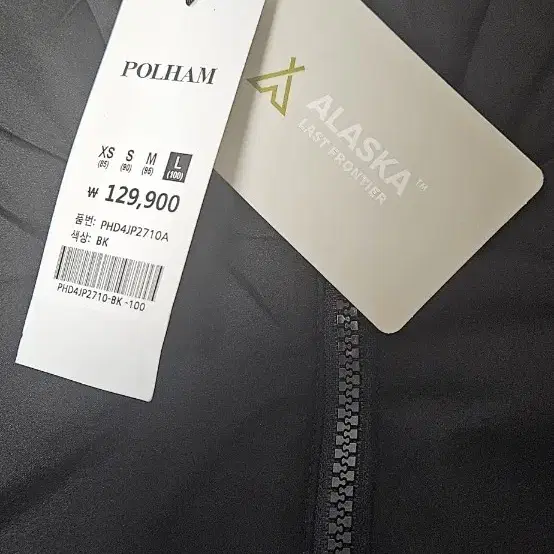 POLHAM
XS S M L
(85) (90) (95) (100)
₩ 129,900
품번: PHD4JP2710A
색상: BK
PHD4JP2710-BK -100
ALASKA™
LAST FRONTIER